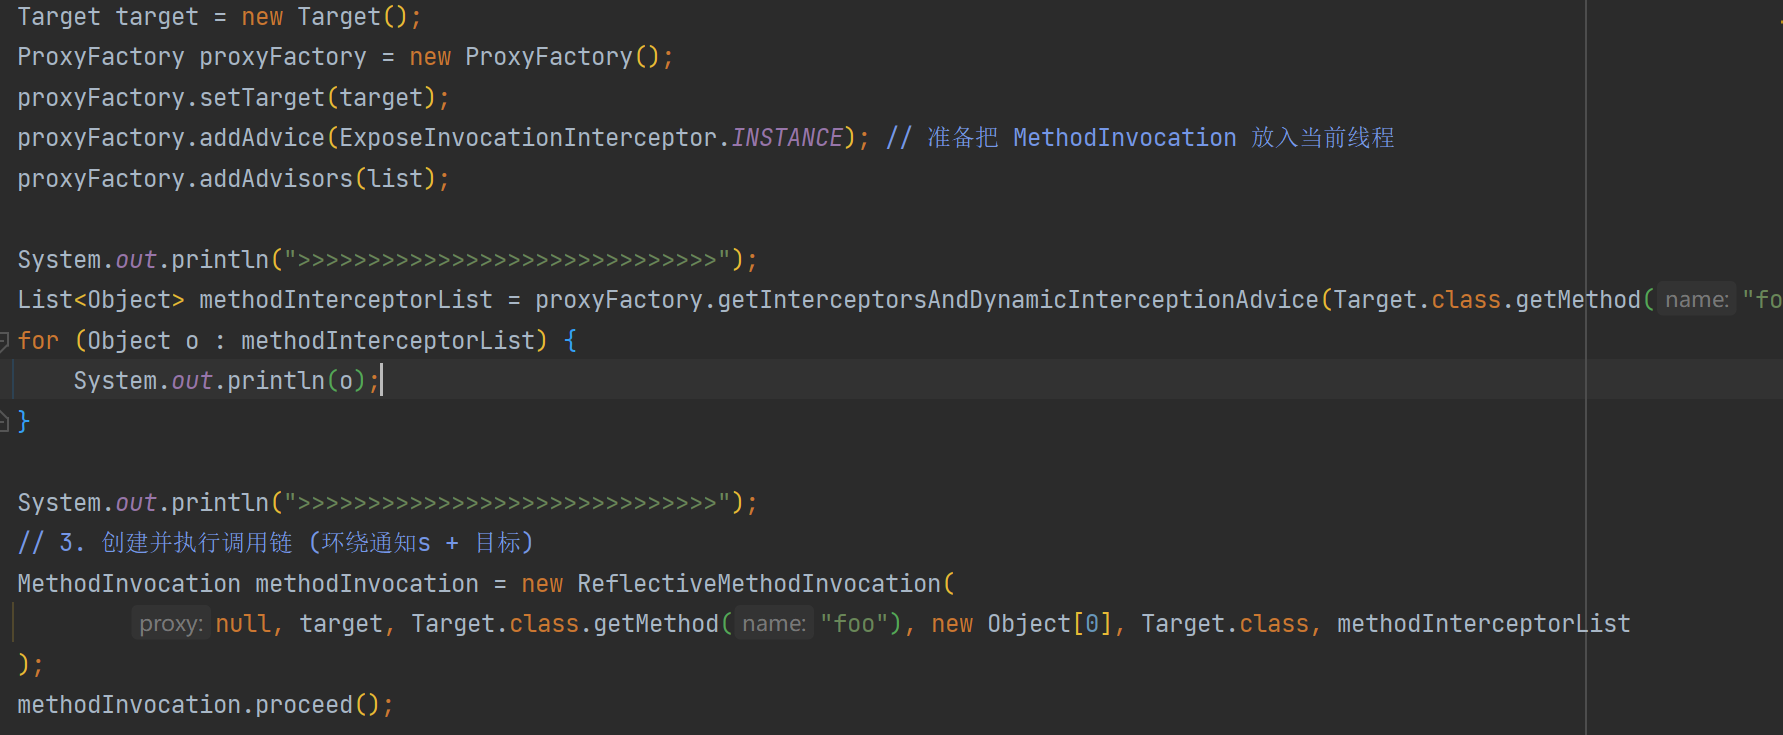 Target target = new Target();
ProxyFactory proxyFactory = new ProxyFactory();
proxyFactory.setTarget(target);
proxyFactory.addAdvice(ExposeInvocationInterceptor.INSTANCE); // 准备把 MethodInvocation 放入当前线程
proxyFactory.addAdvisors(list);
System.out.println(">>>>>>>>>>>>>>>>>>>>>>>>>>>>>>");
List<Object> methodInterceptorList = proxyFactory.getInterceptorsAndDynamicInterceptionAdvice(Target.class.getMethod( name: "fo
for (Object o : methodInterceptorList) {
System.out.println(o);
}
System.out.println(">>>>>>>>>>>>>>>>>>>>>>>>>>>>>>");
// 3. 创建并执行调用链 (环绕通知s + 目标)
MethodInvocation methodInvocation = new ReflectiveMethodInvocation(
proxy: null, target, Target.class.getMethod( name: "foo"), new Object[0], Target.class, methodInterceptorList
);
methodInvocation.proceed();